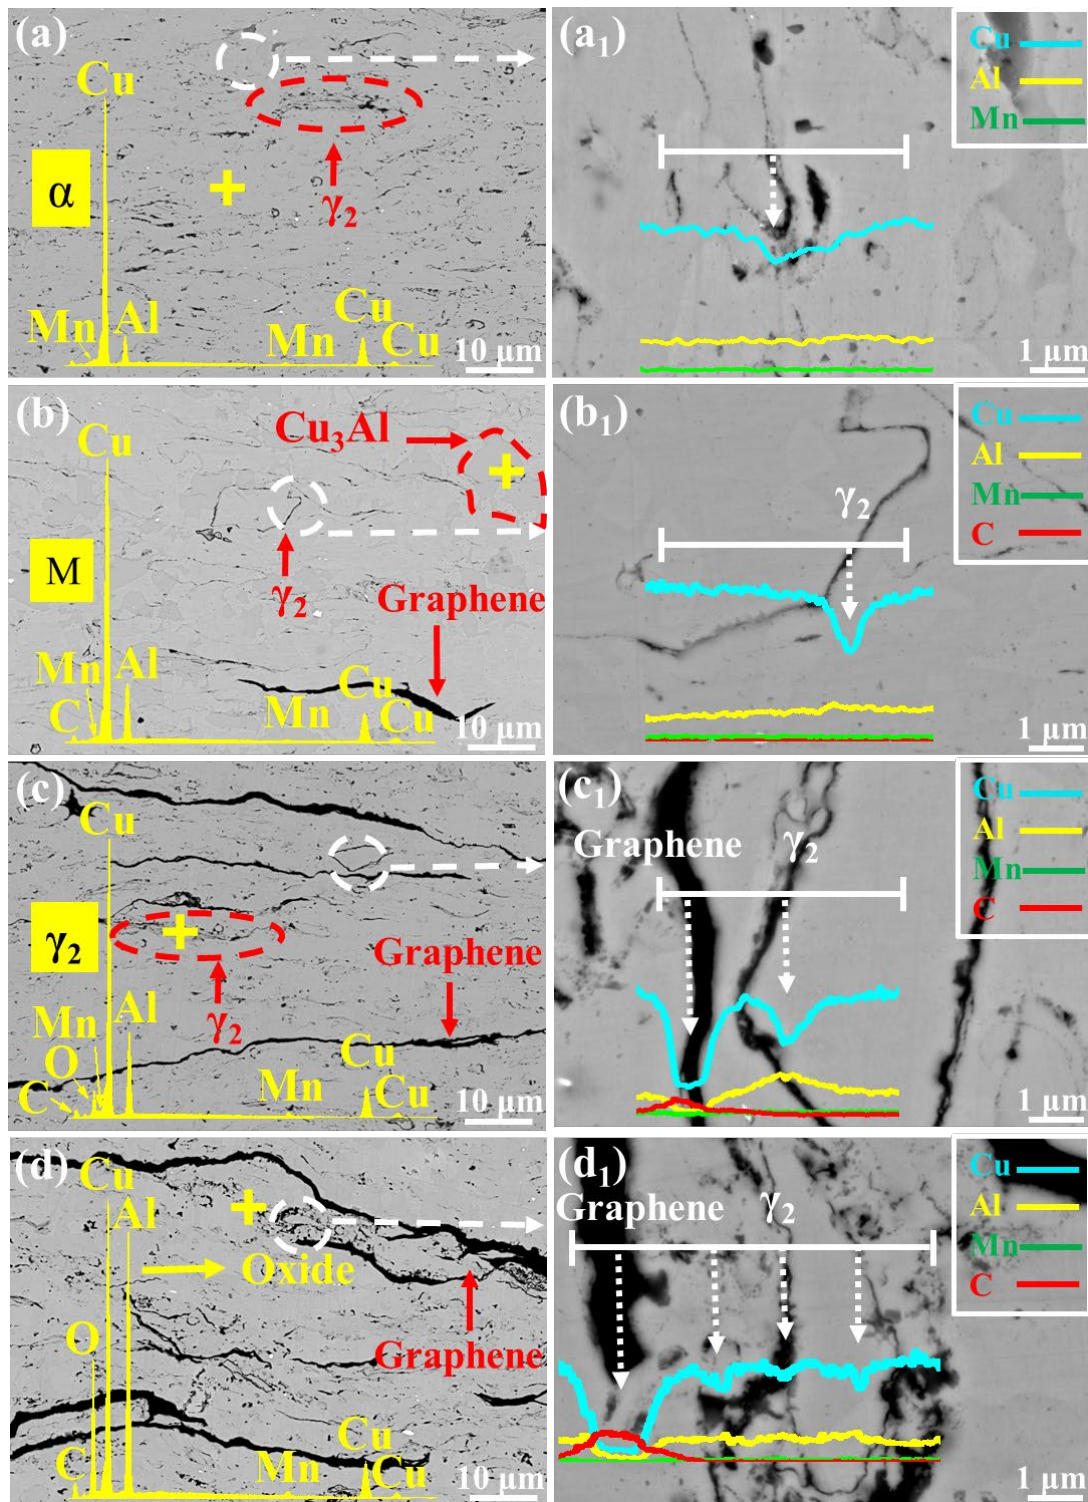 (a)
Cu
α
γ₂
Mn Al
Mn
Cu
Cu
10 μm
(a₁)
Cu
Al
Mn
1 μm
(b)
Cu₃Al
Cu
γ₂
M
Graphene
Mn Al
C
Mn
Cu
Cu
10 μm
(b₁)
Cu
Al
Mn
C
γ₂
1 μm
(c)
Cu
γ₂
Graphene
γ₂
Mn Al
O
C
Mn
Cu
Cu
10 μm
(c₁)
Cu
Al
Mn
C
Graphene γ₂
1 μm
(d)
Cu
Al
Oxide
O
Graphene
C
Mn
Cu
Cu
10 μm
(d₁)
Cu
Al
Mn
C
Graphene γ₂
1 μm